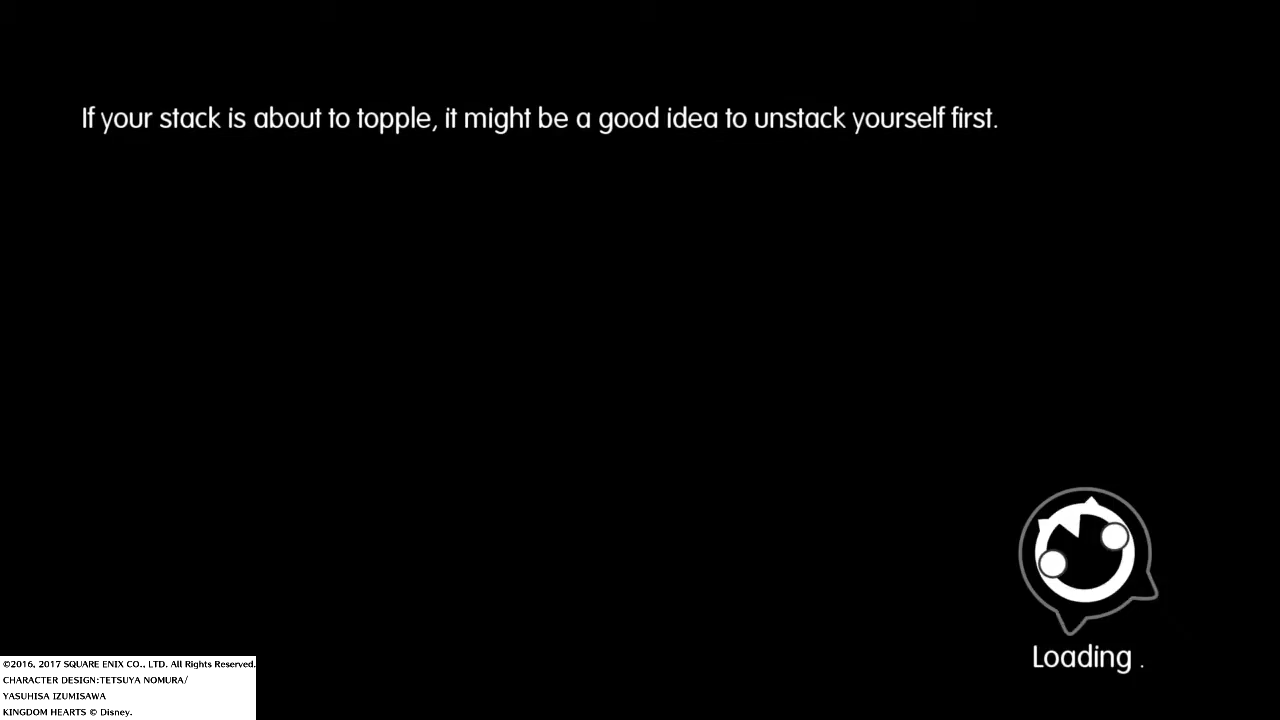 If your stack is about to topple, it might be a good idea to unstack yourself first.
Loading .
©2016, 2017 SQUARE ENIX CO., LTD. All Rights Reserved.
CHARACTER DESIGN:TETSUYA NOMURA/
YASUHISA IZUMISAWA
KINGDOM HEARTS © Disney.